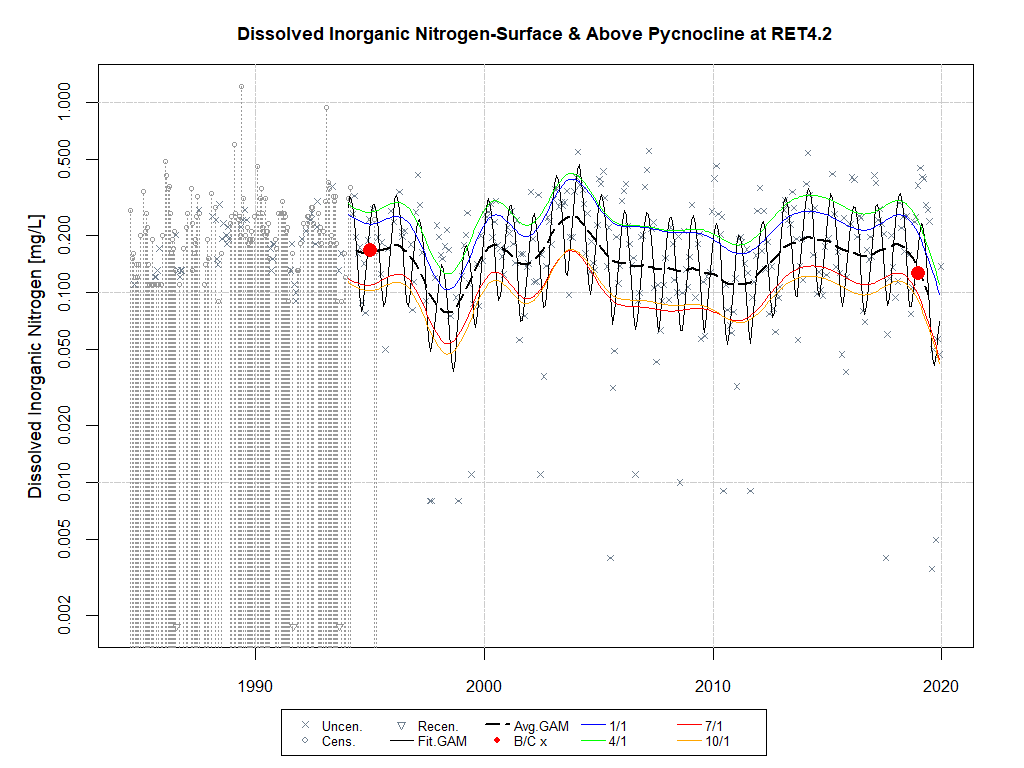 Dissolved Inorganic Nitrogen-Surface & Above Pycnocline at RET4.2
Dissolved Inorganic Nitrogen [mg/L]
1.000
0.500
0.200
0.100
0.050
0.020
0.010
0.005
0.002
1990 2000 2010 2020
Uncen. Recen. Avg.GAM 1/1 7/1
Cens. Fit.GAM B/C x 4/1 10/1